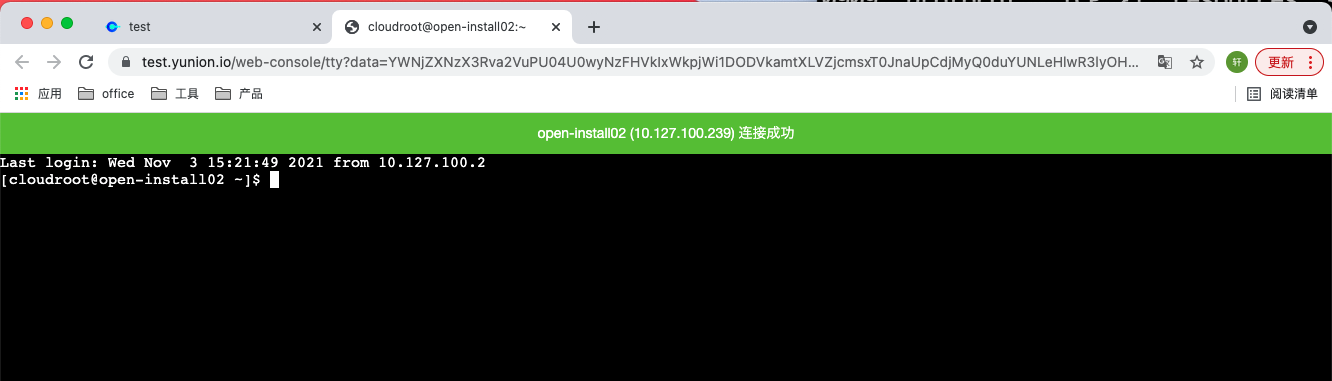 test
cloudroot@open-install02:~
test.yunion.io/web-console/tty?data=YWNjZXNzX3Rva2VuPU04U0wyNzFHVklxWkpjWi1DODVkamtXLVZjcmsxT0JnaUpCdjMyQ0duYUNLeHlwR3lyOH...
轩
更新
应用
office
工具
产品
阅读清单
open-install02 (10.127.100.239) 连接成功
Last login: Wed Nov  3 15:21:49 2021 from 10.127.100.2
[cloudroot@open-install02 ~]$